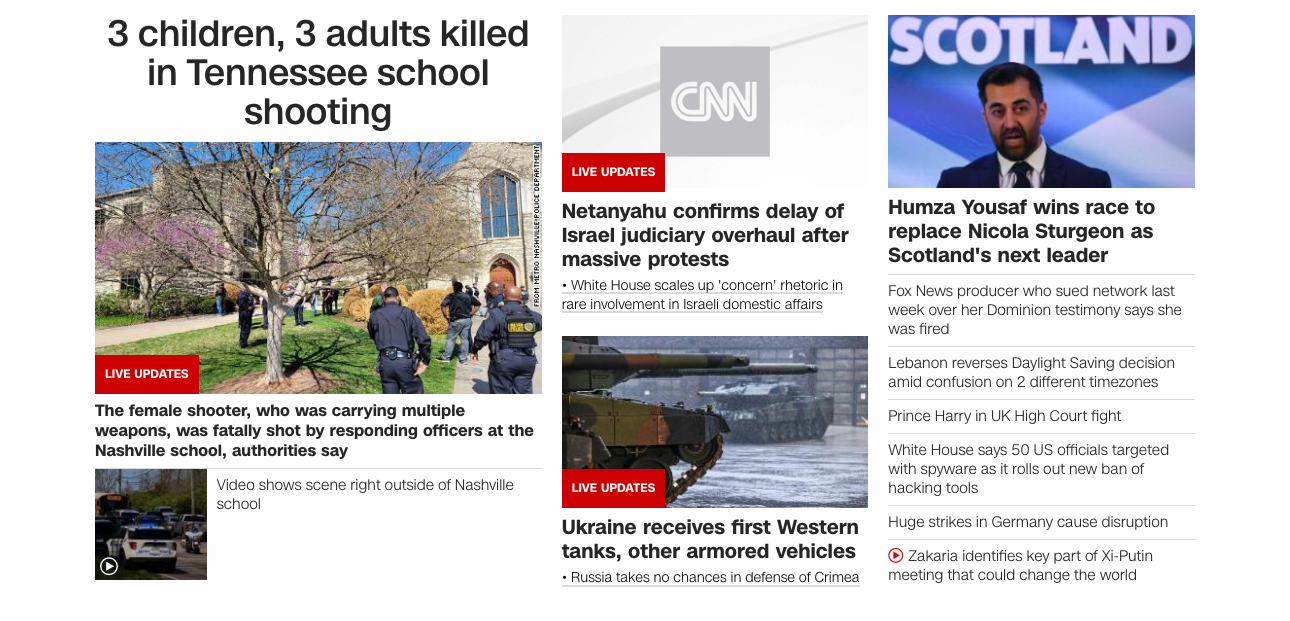 3 children, 3 adults killed
in Tennessee school
shooting
FROM METRO NASHVILLE POLICE DEPARTMENT
LIVE UPDATES
The female shooter, who was carrying multiple
weapons, was fatally shot by responding officers at the
Nashville school, authorities say
Video shows scene right outside of Nashville
school
CNN
LIVE UPDATES
Netanyahu confirms delay of
Israel judiciary overhaul after
massive protests
• White House scales up 'concern' rhetoric in
rare involvement in Israeli domestic affairs
LIVE UPDATES
Ukraine receives first Western
tanks, other armored vehicles
• Russia takes no chances in defense of Crimea
SCOTLAND
Humza Yousaf wins race to
replace Nicola Sturgeon as
Scotland's next leader
Fox News producer who sued network last
week over her Dominion testimony says she
was fired
Lebanon reverses Daylight Saving decision
amid confusion on 2 different timezones
Prince Harry in UK High Court fight
White House says 50 US officials targeted
with spyware as it rolls out new ban of
hacking tools
Huge strikes in Germany cause disruption
Zakaria identifies key part of Xi-Putin
meeting that could change the world